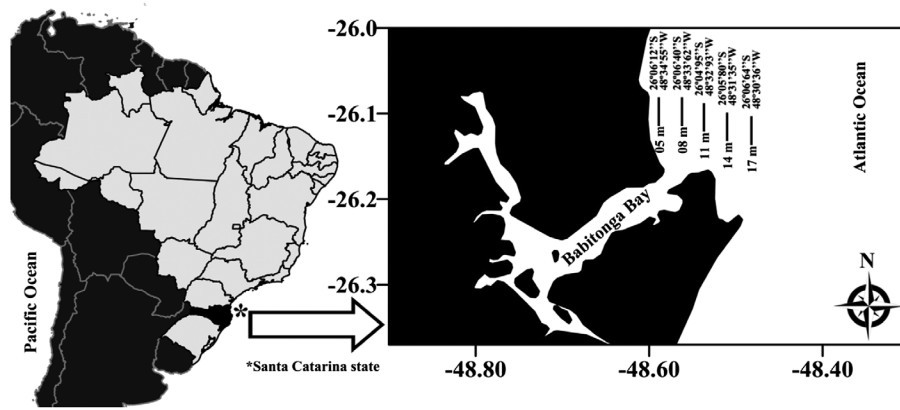 Pacific Ocean
*
*Santa Catarina state
-26.0
-26.1
-26.2
-26.3
26°06'12"S
48°34'55"W
05 m
26°06'40"S
48°33'62"W
08 m
26°04'95"S
48°32'93"W
11 m
26°05'80"S
48°31'35"W
14 m
26°06'64"S
48°30'36"W
17 m
Babitonga Bay
Atlantic Ocean
N
-48.80
-48.60
-48.40